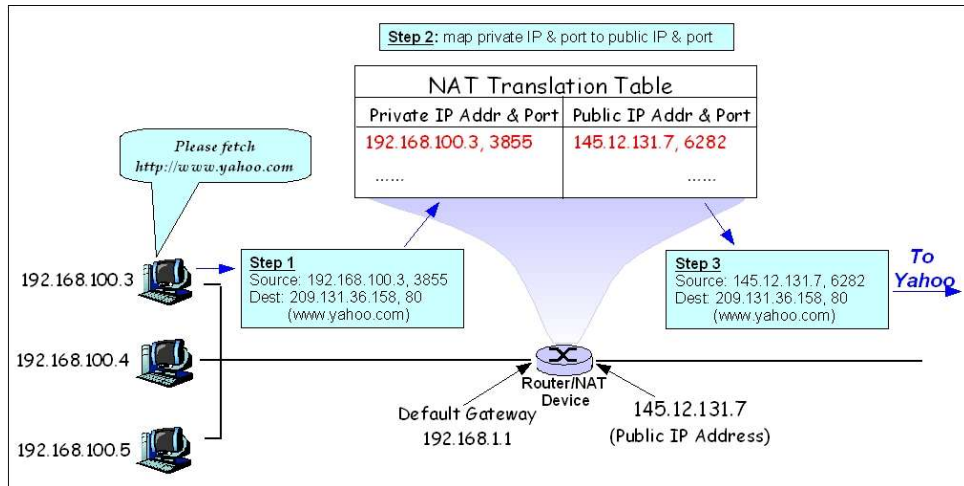 Step 2: map private IP & port to public IP & port
NAT Translation Table
Private IP Addr & Port
Public IP Addr & Port
192.168.100.3, 3855
145.12.131.7, 6282
......
......
Please fetch
http://www.yahoo.com
192.168.100.3
Step 1
Source: 192.168.100.3, 3855
Dest: 209.131.36.158, 80
(www.yahoo.com)
Step 3
Source: 145.12.131.7, 6282
Dest: 209.131.36.158, 80
(www.yahoo.com)
To
Yahoo
192.168.100.4
Router/NAT
Device
Default Gateway
192.168.1.1
145.12.131.7
(Public IP Address)
192.168.100.5